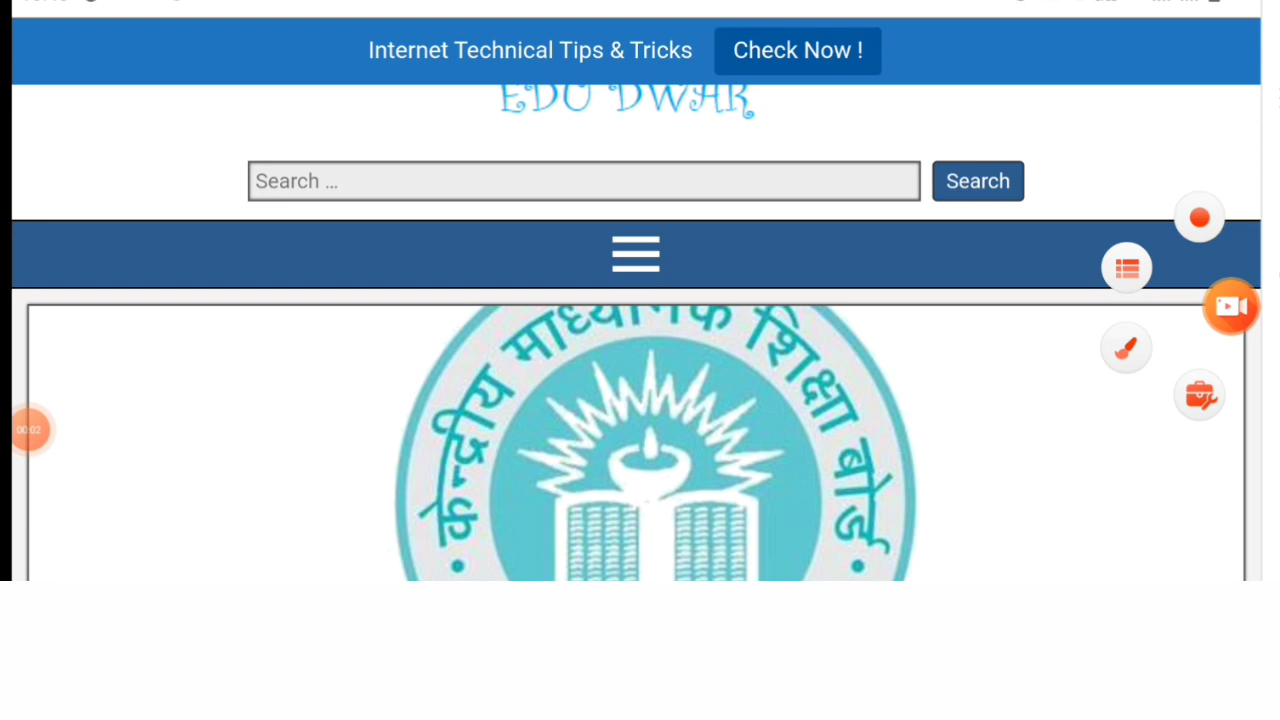 Internet Technical Tips & Tricks Check Now !
EDU DWAR
Search … Search
केन्द्रीय माध्यमिक शिक्षा बोर्ड
00:02